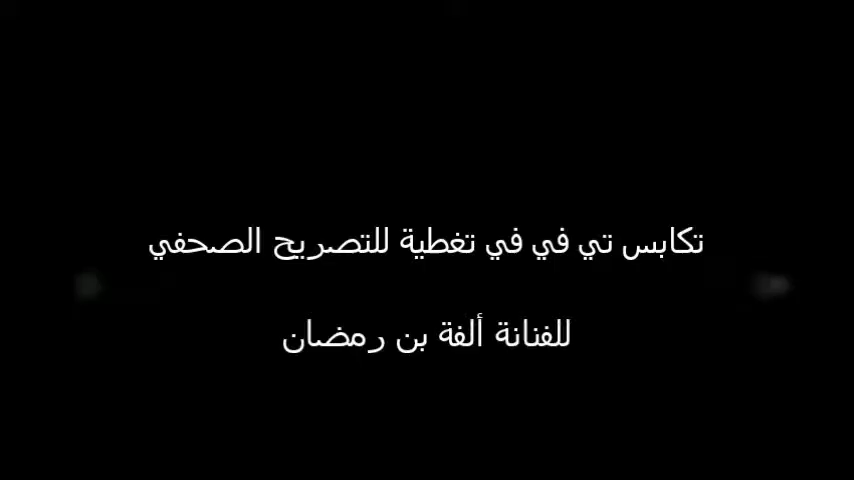 تكابس تي في في تغطية للتصريح الصحفي
للفنانة ألفة بن رمضان